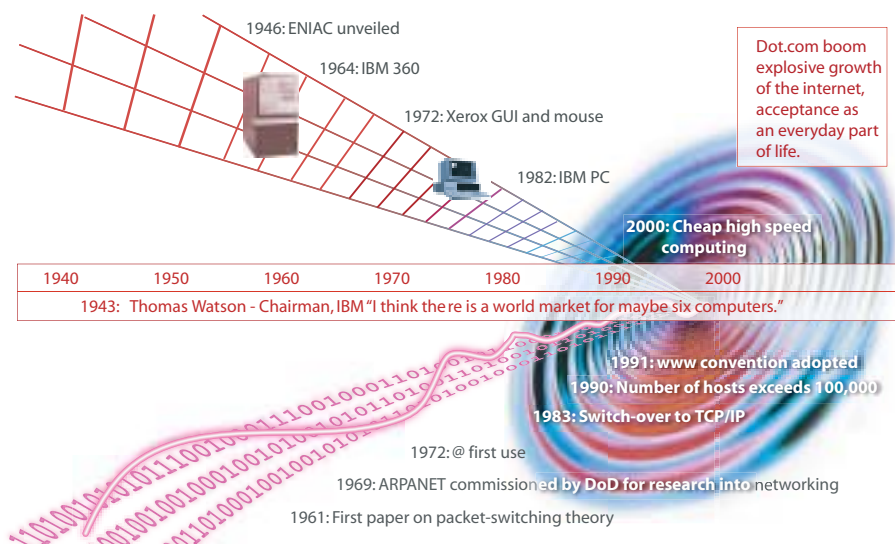 1946: ENIAC unveiled
1964: IBM 360
1972: Xerox GUI and mouse
1982: IBM PC
Dot.com boom
explosive growth
of the internet,
acceptance as
an everyday part
of life.
2000: Cheap high speed
computing
1940 1950 1960 1970 1980 1990 2000
1943: Thomas Watson - Chairman, IBM “I think there is a world market for maybe six computers.”
1991: www convention adopted
1990: Number of hosts exceeds 100,000
1983: Switch-over to TCP/IP
1972: @ first use
1969: ARPANET commissioned by DoD for research into networking
1961: First paper on packet-switching theory